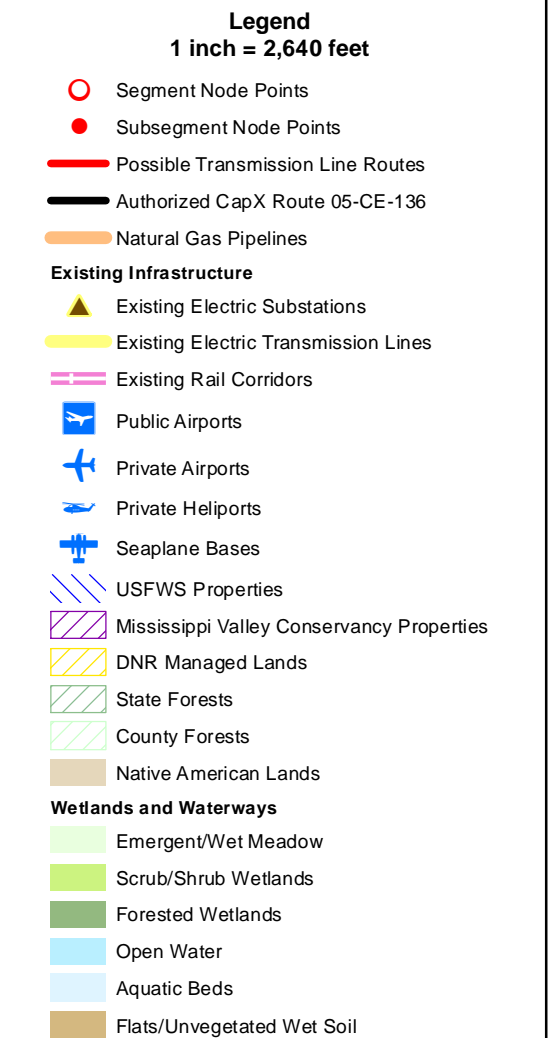 Legend
1 inch = 2,640 feet
Segment Node Points
Subsegment Node Points
Possible Transmission Line Routes
Authorized CapX Route 05-CE-136
Natural Gas Pipelines
Existing Infrastructure
Existing Electric Substations
Existing Electric Transmission Lines
Existing Rail Corridors
Public Airports
Private Airports
Private Heliports
Seaplane Bases
USFWS Properties
Mississippi Valley Conservancy Properties
DNR Managed Lands
State Forests
County Forests
Native American Lands
Wetlands and Waterways
Emergent/Wet Meadow
Scrub/Shrub Wetlands
Forested Wetlands
Open Water
Aquatic Beds
Flats/Unvegetated Wet Soil